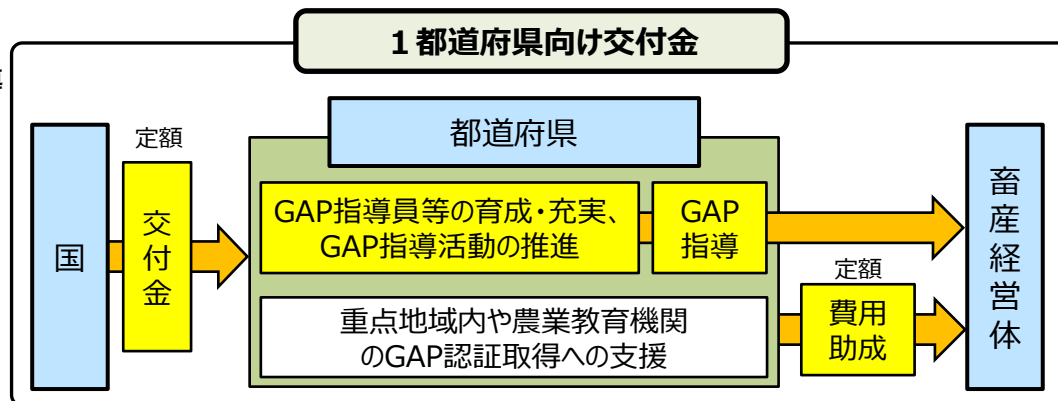 1 都道府県向け交付金
国
定額
交付金
都道府県
GAP指導員等の育成・充実、
GAP指導活動の推進
GAP
指導
重点地域内や農業教育機関
のGAP認証取得への支援
定額
費用
助成
畜産経営体